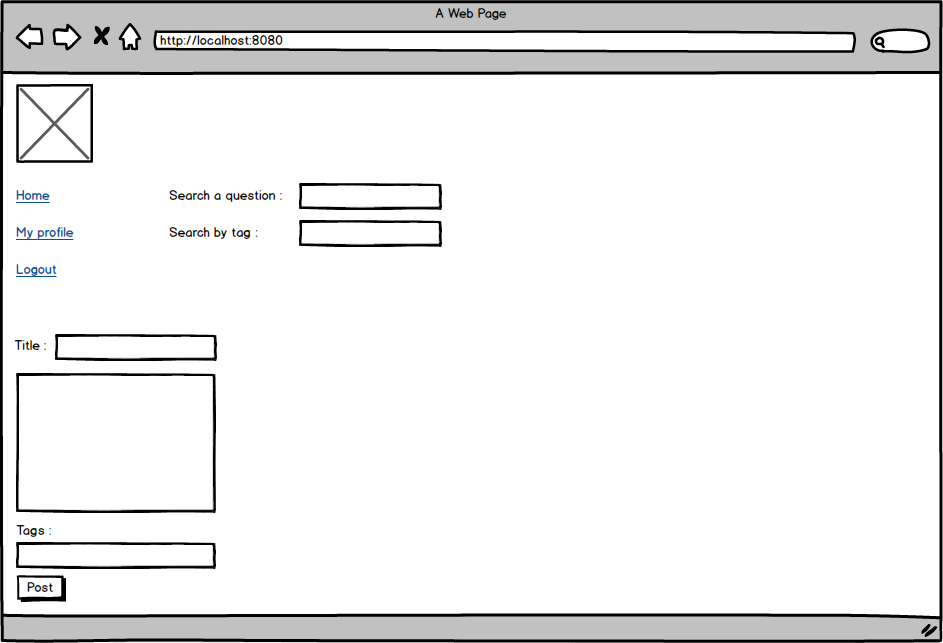 A Web Page
http://localhost:8080
Home
Search a question :
My profile
Search by tag :
Logout
Title :
Tags :
Post